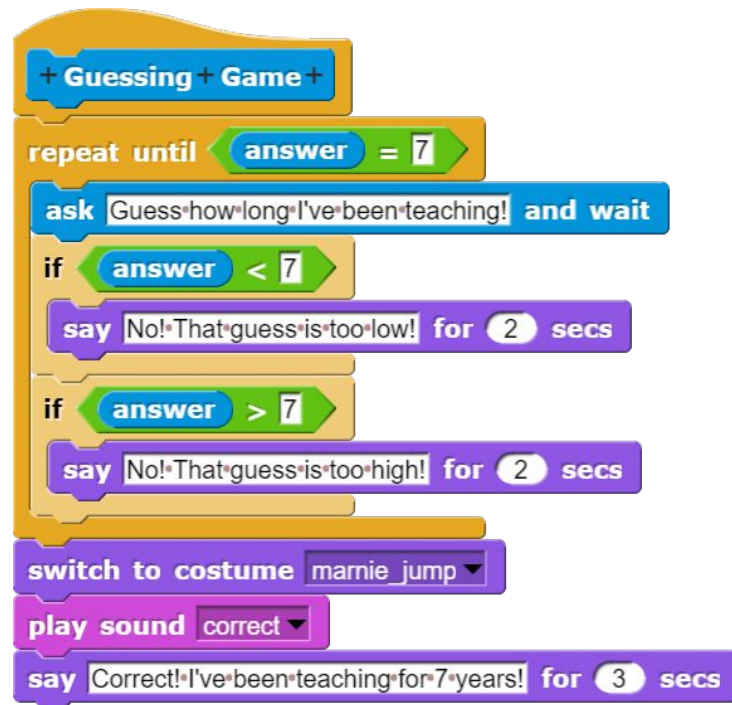 + Guessing + Game +
repeat until answer = 7
ask Guess how long I've been teaching! and wait
if answer < 7
say No! That guess is too low! for 2 secs
if answer > 7
say No! That guess is too high! for 2 secs
switch to costume marnie_jump
play sound correct
say Correct! I've been teaching for 7 years! for 3 secs